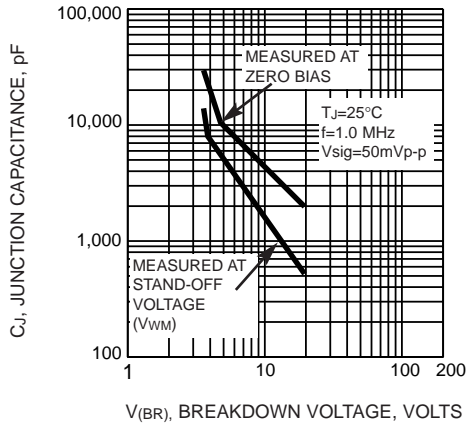 100,000
MEASURED AT
ZERO BIAS
TJ=25°C
f=1.0 MHz
Vsig=50mVp-p
10,000
CJ, JUNCTION CAPACITANCE, pF
1,000
MEASURED AT
STAND-OFF
VOLTAGE
(VWM)
100
1
10
100
200
V(BR), BREAKDOWN VOLTAGE, VOLTS